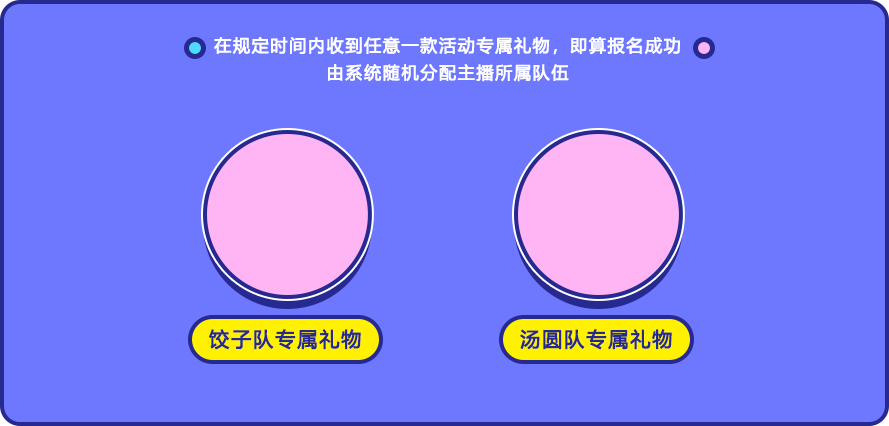 在规定时间内收到任意一款活动专属礼物，即算报名成功
由系统随机分配主播所属队伍
饺子队专属礼物
汤圆队专属礼物